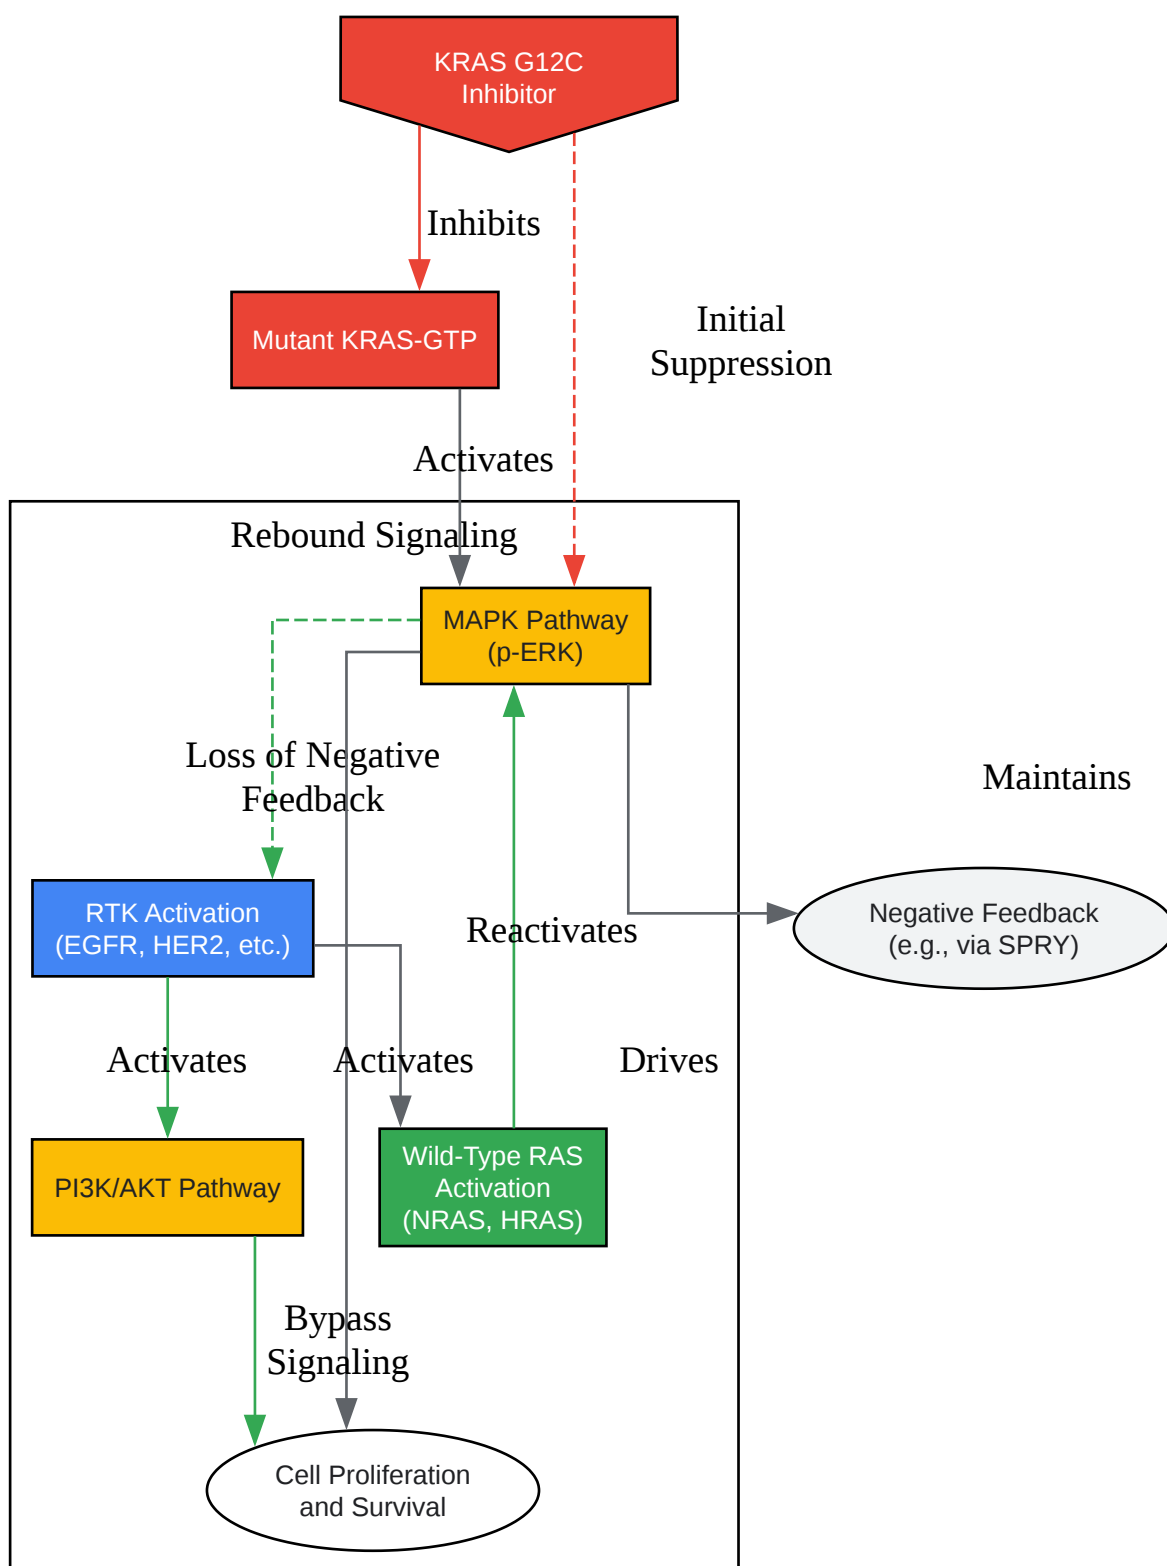 KRAS G12C
Inhibitor
Inhibits
Initial
Suppression
Mutant KRAS-GTP
Activates
Rebound Signaling
MAPK Pathway
(p-ERK)
Loss of Negative
Feedback
Maintains
RTK Activation
(EGFR, HER2, etc.)
Reactivates
Negative Feedback
(e.g., via SPRY)
Activates
Activates
Drives
PI3K/AKT Pathway
Wild-Type RAS
Activation
(NRAS, HRAS)
Bypass
Signaling
Cell Proliferation
and Survival